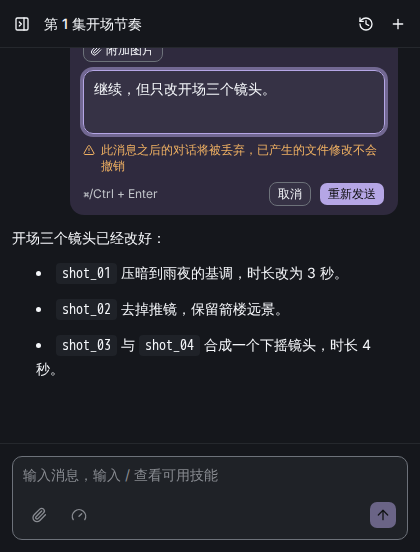 第 1 集开场节奏
附加图片
继续，但只改开场三个镜头。
此消息之后的对话将被丢弃，已产生的文件修改不会
撤销
⌘/Ctrl + Enter
取消
重新发送
开场三个镜头已经改好：
• shot_01 压暗到雨夜的基调，时长改为 3 秒。
• shot_02 去掉推镜，保留箭楼远景。
• shot_03 与 shot_04 合成一个下摇镜头，时长 4
秒。
输入消息，输入 / 查看可用技能